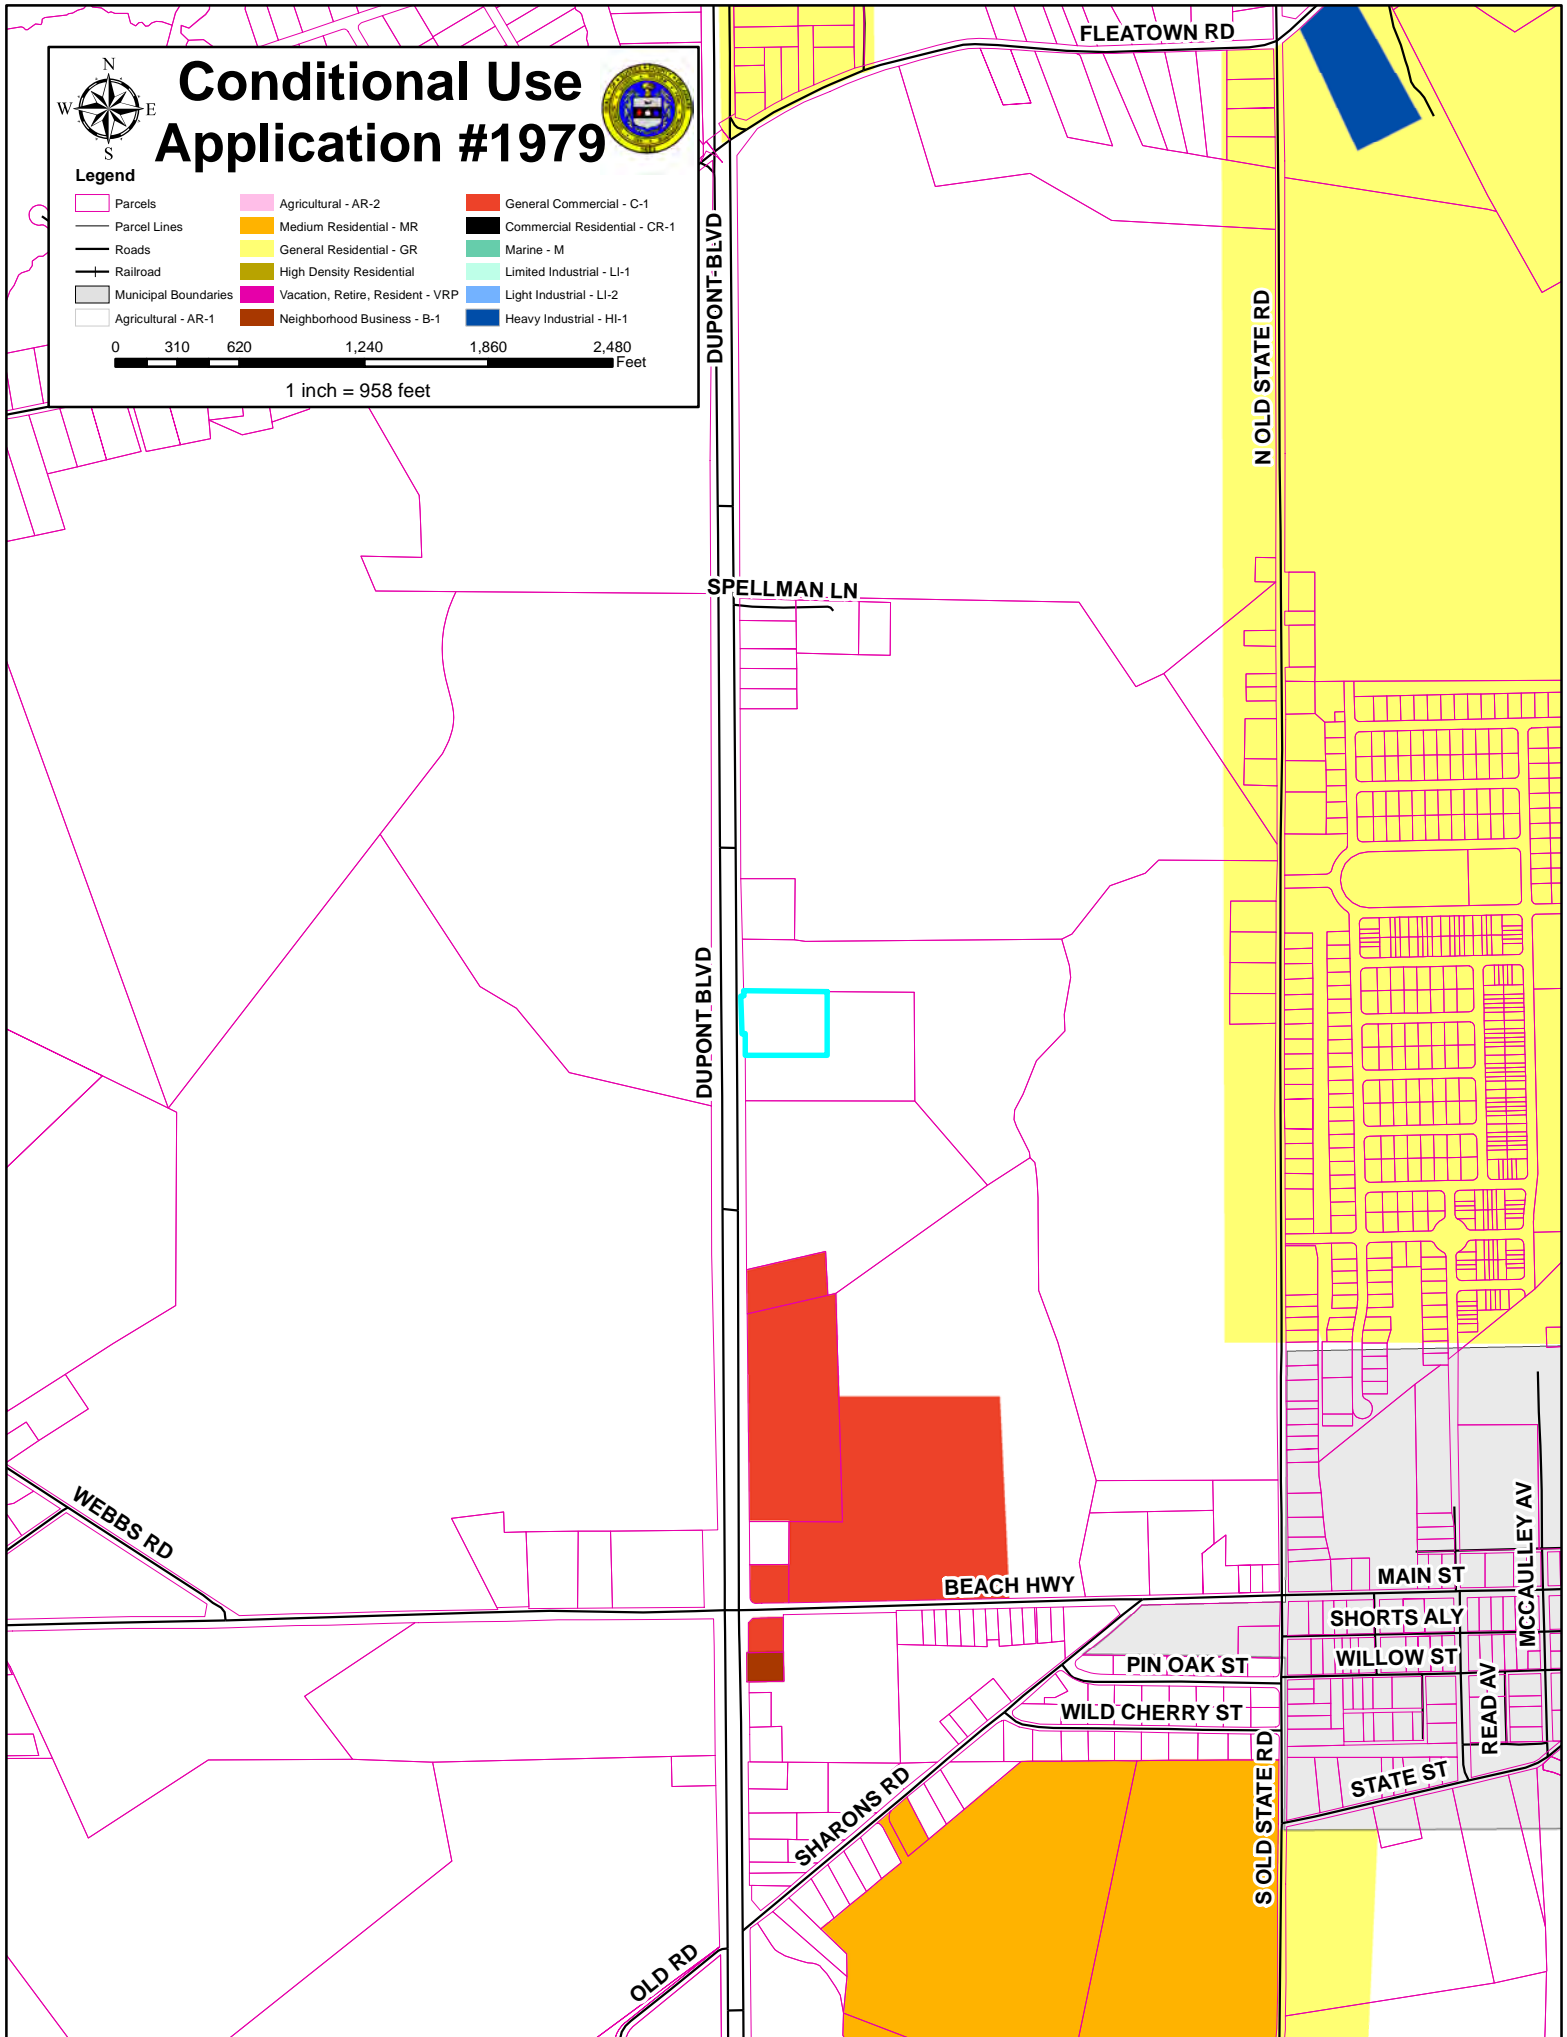 N
W E
S
Conditional Use
Application #1979
Legend
Parcels
Parcel Lines
Roads
Railroad
Municipal Boundaries
Agricultural - AR-1
Agricultural - AR-2
Medium Residential - MR
General Residential - GR
High Density Residential
Vacation, Retire, Resident - VRP
Neighborhood Business - B-1
General Commercial - C-1
Commercial Residential - CR-1
Marine - M
Limited Industrial - LI-1
Light Industrial - LI-2
Heavy Industrial - HI-1
0 310 620 1,240 1,860 2,480
Feet
1 inch = 958 feet
FLEATOWN RD
DUPONT BLVD
N OLD STATE RD
SPELLMAN LN
DUPONT BLVD
WEBBS RD
BEACH HWY
MAIN ST
MCCAULLEY AV
SHORTS ALY
WILLOW ST
PIN OAK ST
READ AV
WILD CHERRY ST
STATE ST
SHARONS RD
S OLD STATE RD
OLD RD